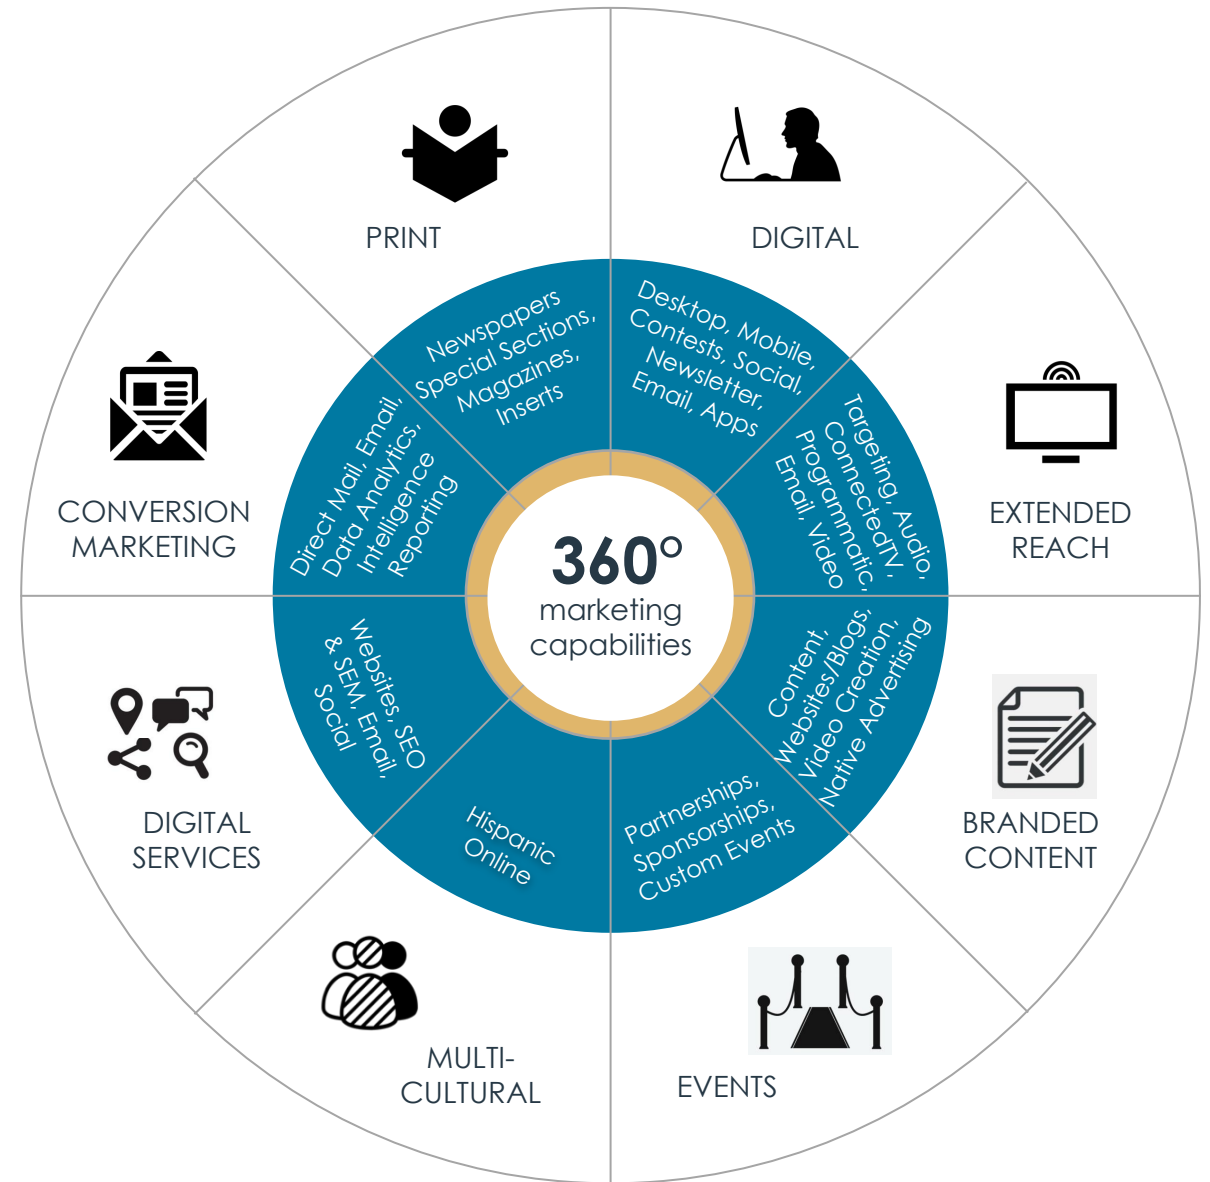 360°
marketing
capabilities
PRINT
Newspapers
Special Sections,
Magazines,
Inserts
DIGITAL
Desktop, Mobile,
Contests, Social,
Newsletter,
Email, Apps
EXTENDED
REACH
Targeting, Audio,
ConnectedTV,
Programmatic,
Email, Video
BRANDED
CONTENT
Content,
Websites/Blogs,
Video Creation,
Native Advertising
EVENTS
Partnerships,
Sponsorships,
Custom Events
MULTI-
CULTURAL
Hispanic
Online
DIGITAL
SERVICES
Websites, SEO
& SEM, Email,
Social
CONVERSION
MARKETING
Direct Mail, Email,
Data Analytics,
Intelligence
Reporting